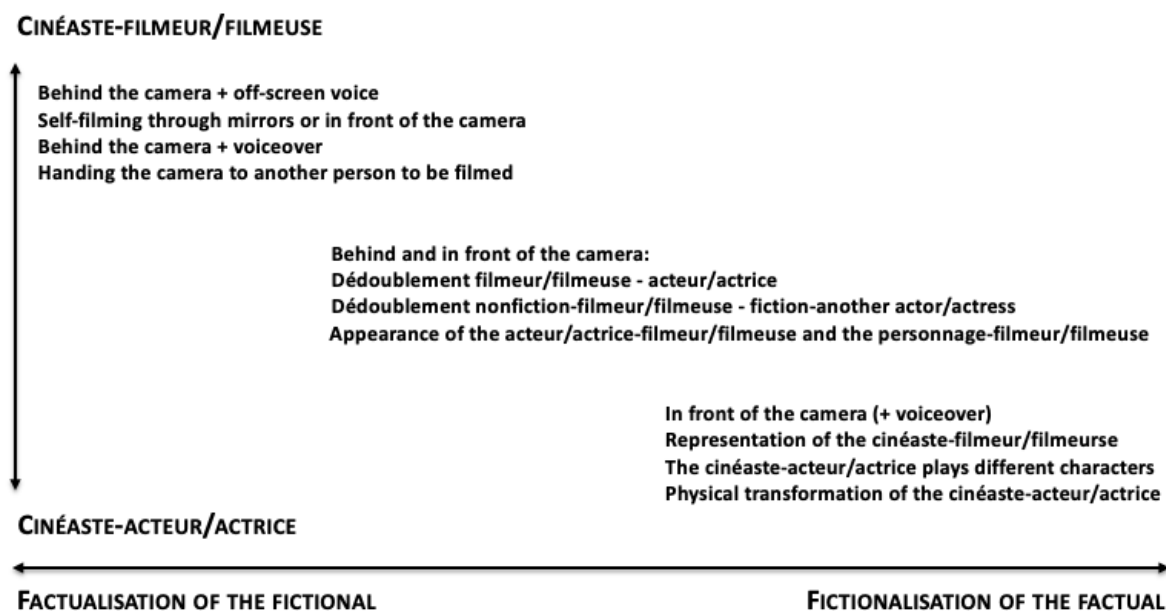 CINÉASTE-FILMEUR/FILMEUSE
Behind the camera + off-screen voice
Self-filming through mirrors or in front of the camera
Behind the camera + voiceover
Handing the camera to another person to be filmed
Behind and in front of the camera:
Dédoublement filmeur/filmeuse - acteur/actrice
Dédoublement nonfiction-filmeur/filmeuse - fiction-another actor/actress
Appearance of the acteur/actrice-filmeur/filmeuse and the personnage-filmeur/filmeuse
In front of the camera (+ voiceover)
Representation of the cinéaste-filmeur/filmeurse
The cinéaste-acteur/actrice plays different characters
Physical transformation of the cinéaste-acteur/actrice
CINÉASTE-ACTEUR/ACTRICE
FACTUALISATION OF THE FICTIONAL
FICTIONALISATION OF THE FACTUAL